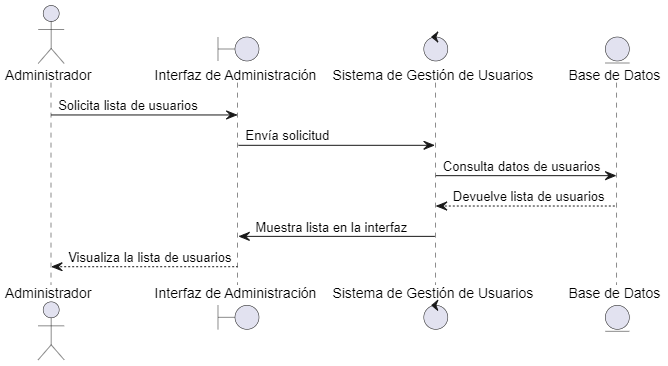 Administrador
Interfaz de Administración
Sistema de Gestión de Usuarios
Base de Datos
Solicita lista de usuarios
Envía solicitud
Consulta datos de usuarios
Devuelve lista de usuarios
Muestra lista en la interfaz
Visualiza la lista de usuarios
Administrador
Interfaz de Administración
Sistema de Gestión de Usuarios
Base de Datos